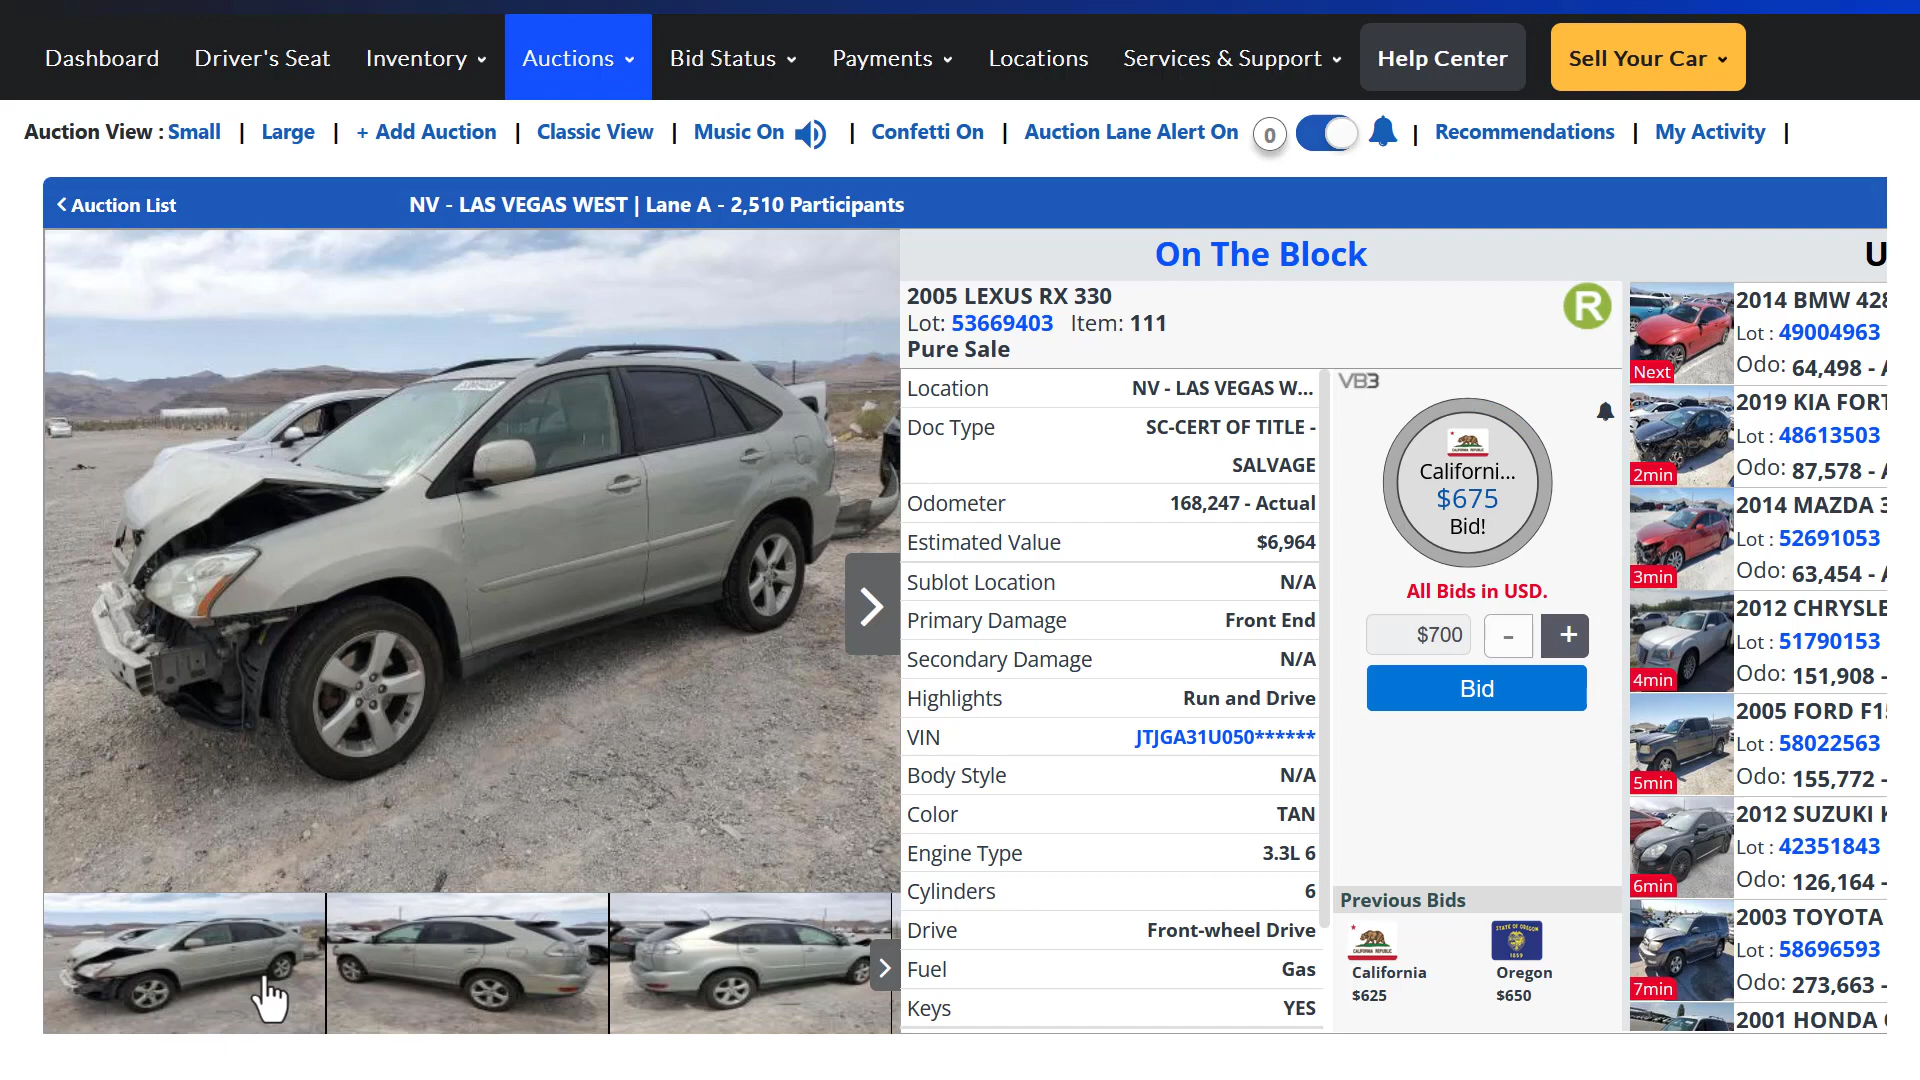 Dashboard
Driver's Seat
Inventory
Auctions
Bid Status
Payments
Locations
Services & Support
Help Center
Sell Your Car
Auction View : Small | Large | + Add Auction | Classic View | Music On | Confetti On | Auction Lane Alert On 0 | Recommendations | My Activity |
Auction List
NV - LAS VEGAS WEST | Lane A - 2,510 Participants
On The Block
2005 LEXUS RX 330
Lot: 53669403 Item: 111
Pure Sale
R
Location NV - LAS VEGAS W...
Doc Type SC-CERT OF TITLE -
SALVAGE
Odometer 168,247 - Actual
Estimated Value $6,964
Sublot Location N/A
Primary Damage Front End
Secondary Damage N/A
Highlights Run and Drive
VIN JTJGA31U050******
Body Style N/A
Color TAN
Engine Type 3.3L 6
Cylinders 6
Drive Front-wheel Drive
Fuel Gas
Keys YES
VB3
Californi...
$675
Bid!
All Bids in USD.
$700 - +
Bid
Previous Bids
California
$625
Oregon
$650
U
2014 BMW 428
Lot : 49004963
Odo: 64,498 - A
Next
2019 KIA FORT
Lot : 48613503
Odo: 87,578 - A
2min
2014 MAZDA 3
Lot : 52691053
Odo: 63,454 - A
3min
2012 CHRYSLE
Lot : 51790153
Odo: 151,908 -
4min
2005 FORD F15
Lot : 58022563
Odo: 155,772 -
5min
2012 SUZUKI K
Lot : 42351843
Odo: 126,164 -
6min
2003 TOYOTA
Lot : 58696593
Odo: 273,663 -
7min
2001 HONDA